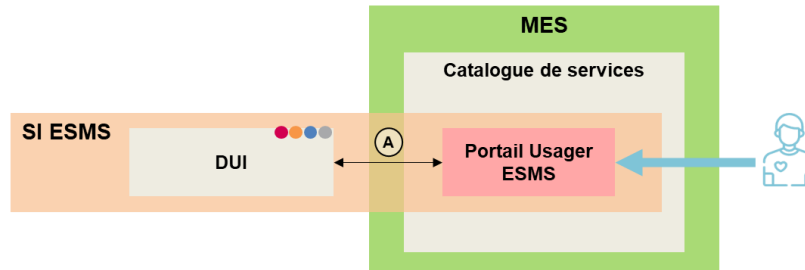 MES
Catalogue de services
SI ESMS
DUI
A
Portail Usager
ESMS